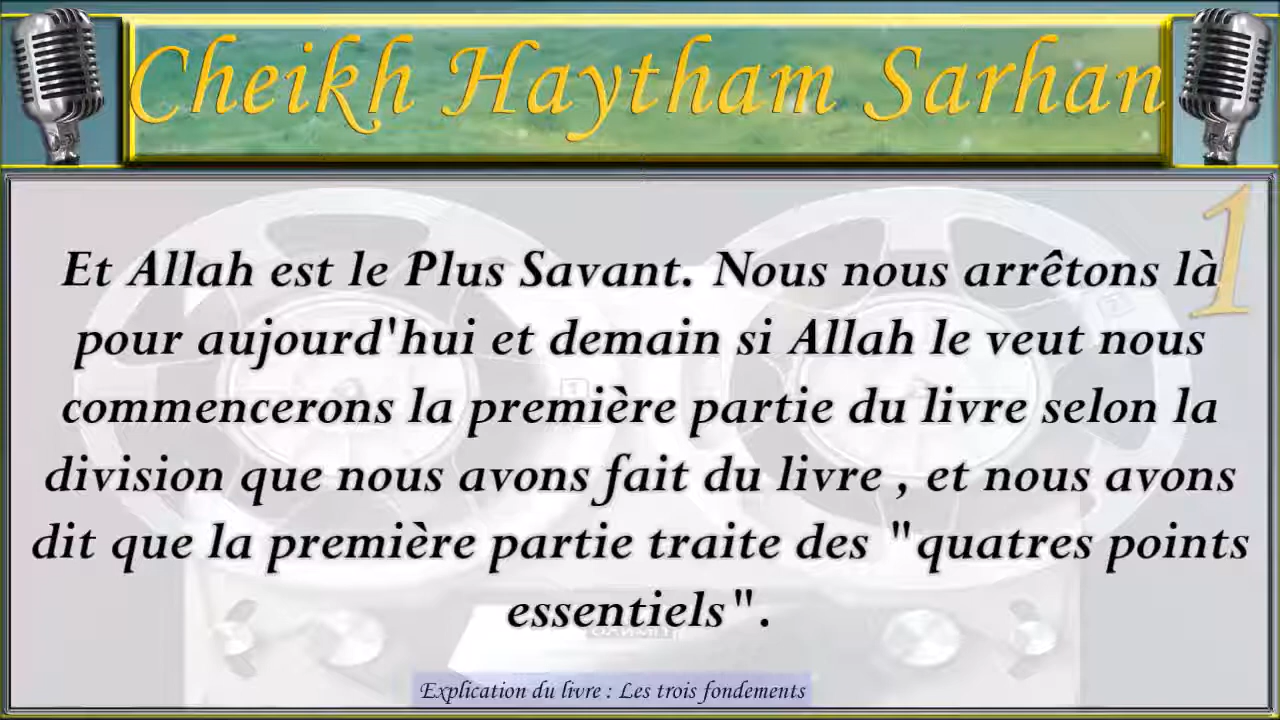 Cheikh Haytham Sarhan
1
Et Allah est le Plus Savant. Nous nous arrêtons là
pour aujourd'hui et demain si Allah le veut nous
commencerons la première partie du livre selon la
division que nous avons fait du livre , et nous avons
dit que la première partie traite des "quatres points
essentiels".
Explication du livre : Les trois fondements